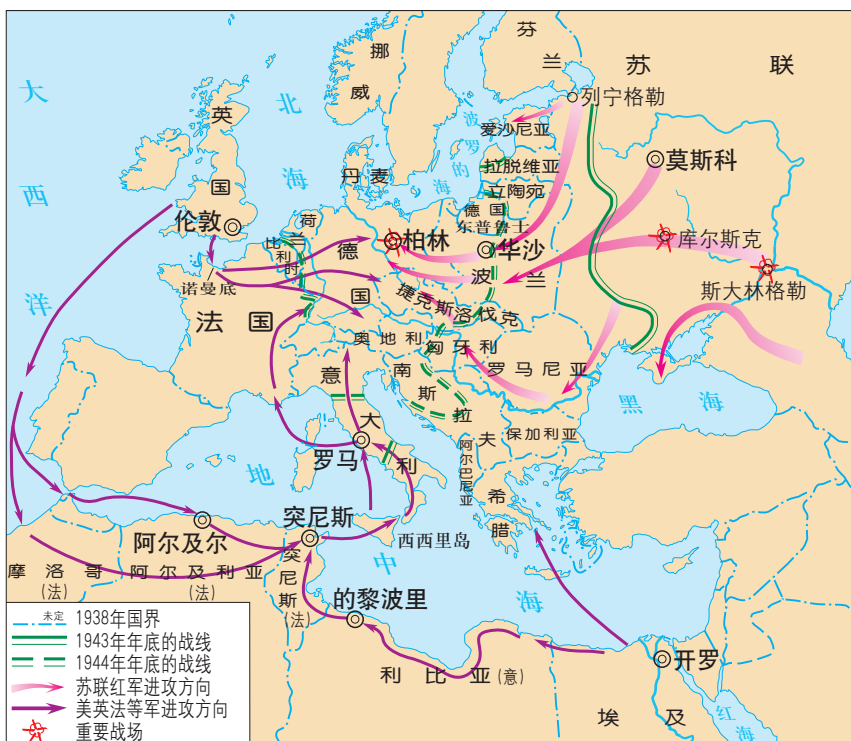 大西洋
北海
挪威
芬兰
苏联
列宁格勒
爱沙尼亚
波罗的海
拉脱维亚
立陶宛
莫斯科
英国
丹麦
伦敦
荷兰
比利时
德国
柏林
德国
东普鲁士
华沙
波兰
库尔斯克
斯大林格勒
诺曼底
法国
捷克斯洛伐克
奥地利
匈牙利
罗马尼亚
意大利
南斯拉夫
保加利亚
黑海
罗马
阿尔巴尼亚
希腊
地中海
西西里岛
阿尔及尔
突尼斯
摩洛哥
(法)
阿尔及利亚
(法)
突尼斯(法)
的黎波里
利比亚(意)
开罗
埃及
红海
未定
1938年国界
1943年年底的战线
1944年年底的战线
苏联红军进攻方向
美英法等军进攻方向
重要战场